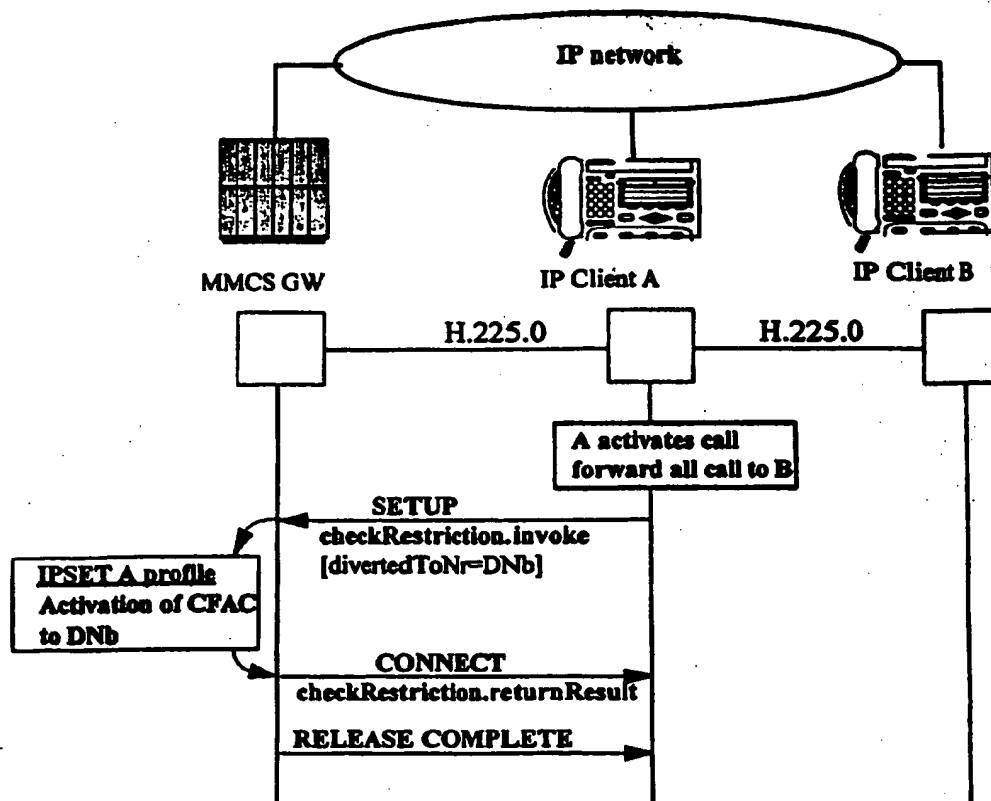 IP network
MMCS GW
IP Client A
IP Client B
H.225.0
H.225.0
A activates call
forward all call to B
SETUP
checkRestriction.invoke
[divertedToNr=DNb]
IPSET A profile
Activation of CFAC
to DNb
CONNECT
checkRestriction.returnResult
RELEASE COMPLETE